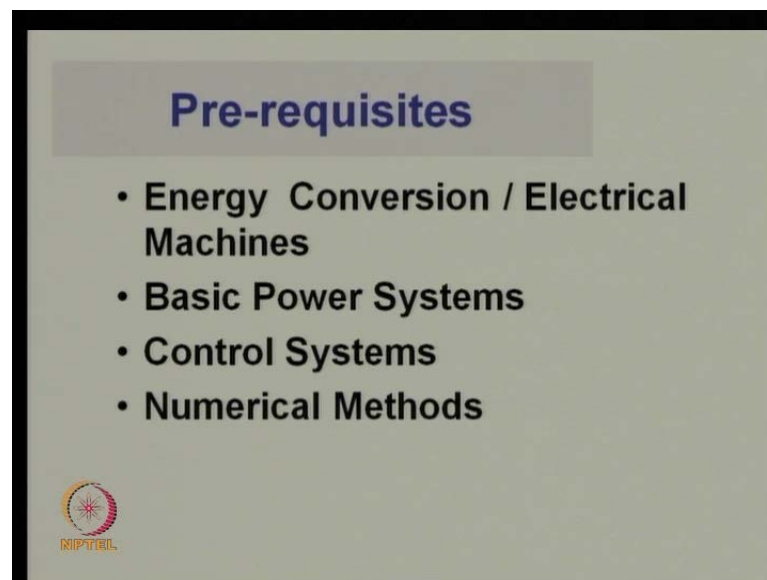 Pre-requisites
• Energy Conversion / Electrical
Machines
• Basic Power Systems
• Control Systems
• Numerical Methods
NPTEL